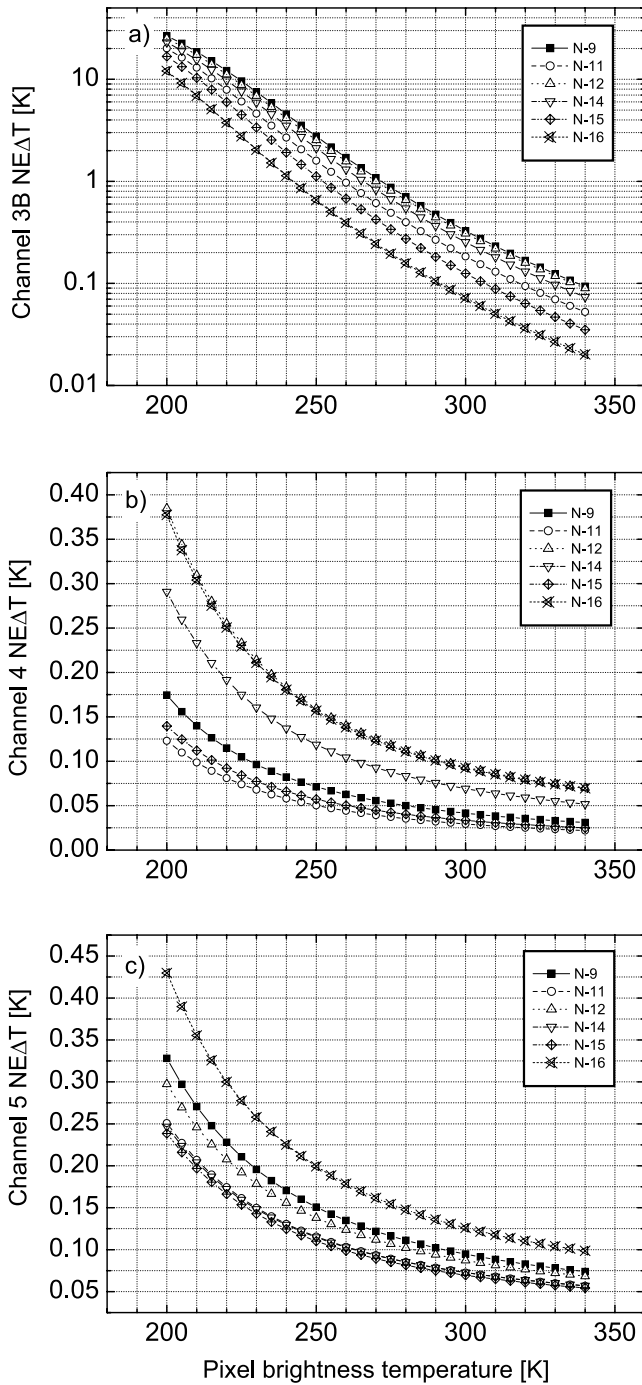 a)
N-9
N-11
N-12
N-14
N-15
N-16
Channel 3B NEΔT [K]
10
1
0.1
0.01
200 250 300 350
b)
N-9
N-11
N-12
N-14
N-15
N-16
Channel 4 NEΔT [K]
0.40
0.35
0.30
0.25
0.20
0.15
0.10
0.05
0.00
200 250 300 350
c)
N-9
N-11
N-12
N-14
N-15
N-16
Channel 5 NEΔT [K]
0.45
0.40
0.35
0.30
0.25
0.20
0.15
0.10
0.05
200 250 300 350
Pixel brightness temperature [K]